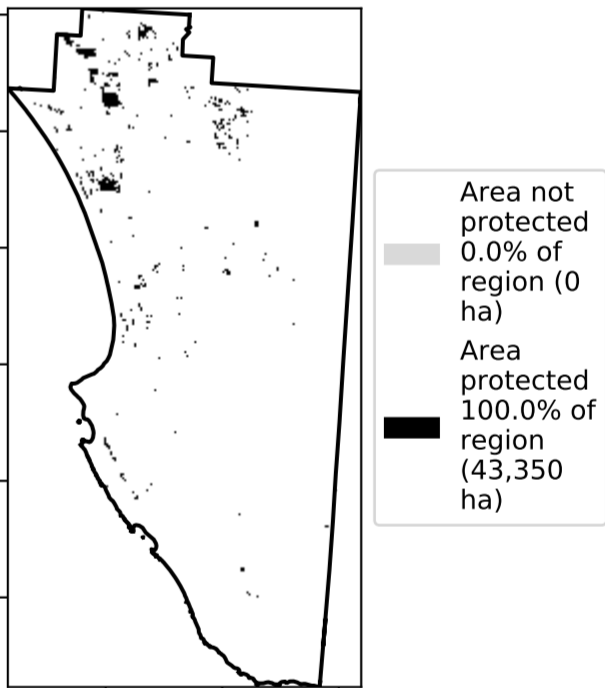 Area not
protected
0.0% of
region (0
ha)
Area
protected
100.0% of
region
(43,350
ha)